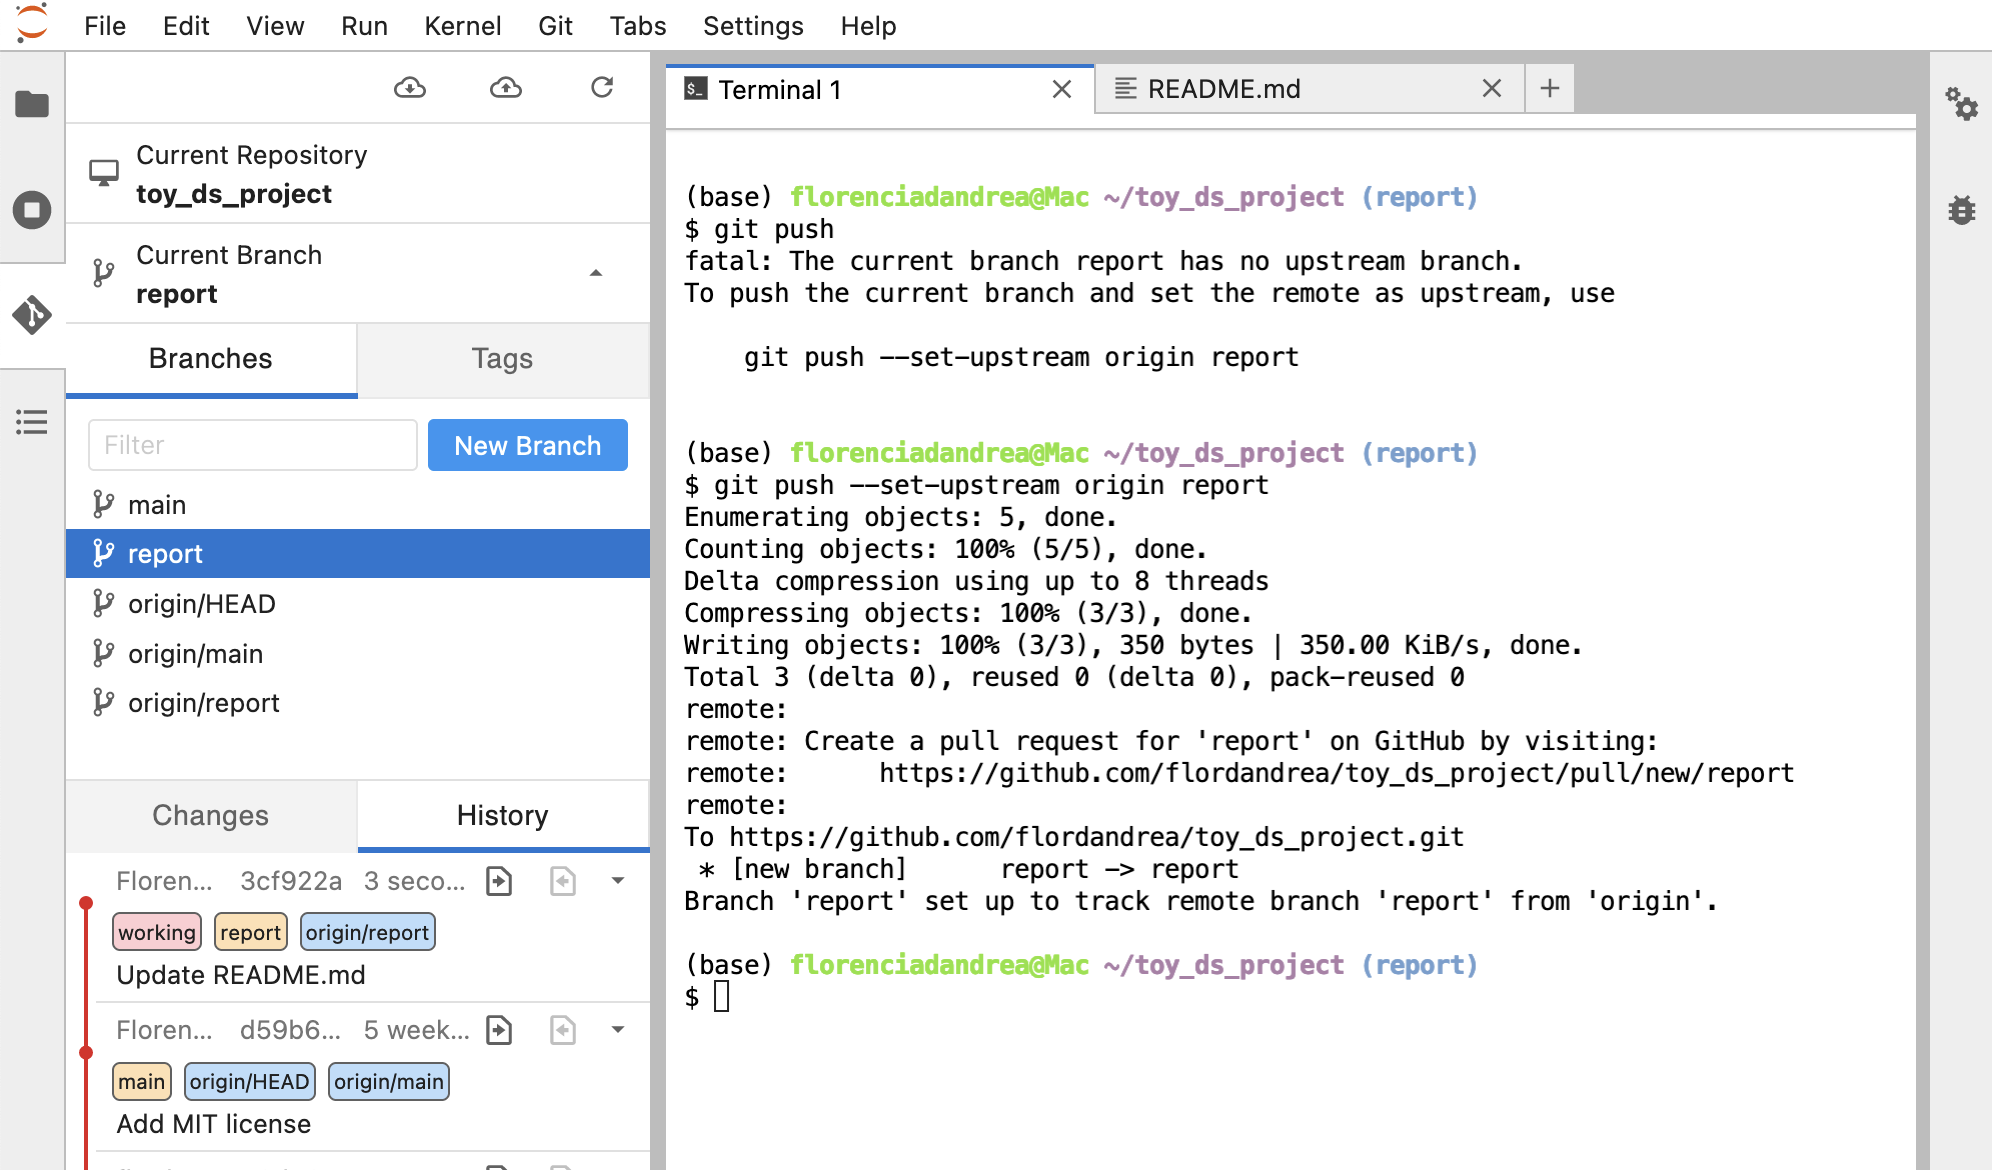 File Edit View Run Kernel Git Tabs Settings Help
Current Repository
toy_ds_project
Current Branch
report
Branches Tags
Filter New Branch
main
report
origin/HEAD
origin/main
origin/report
Changes History
Floren... 3cf922a 3 seco...
working report origin/report
Update README.md
Floren... d59b6... 5 week...
main origin/HEAD origin/main
Add MIT license
$_ Terminal 1 README.md
(base) florenciadandrea@Mac ~/toy_ds_project (report)
$ git push
fatal: The current branch report has no upstream branch.
To push the current branch and set the remote as upstream, use
git push --set-upstream origin report
(base) florenciadandrea@Mac ~/toy_ds_project (report)
$ git push --set-upstream origin report
Enumerating objects: 5, done.
Counting objects: 100% (5/5), done.
Delta compression using up to 8 threads
Compressing objects: 100% (3/3), done.
Writing objects: 100% (3/3), 350 bytes | 350.00 KiB/s, done.
Total 3 (delta 0), reused 0 (delta 0), pack-reused 0
remote:
remote: Create a pull request for 'report' on GitHub by visiting:
remote:      https://github.com/flordandrea/toy_ds_project/pull/new/report
remote:
To https://github.com/flordandrea/toy_ds_project.git
* [new branch]      report -> report
Branch 'report' set up to track remote branch 'report' from 'origin'.
(base) florenciadandrea@Mac ~/toy_ds_project (report)
$